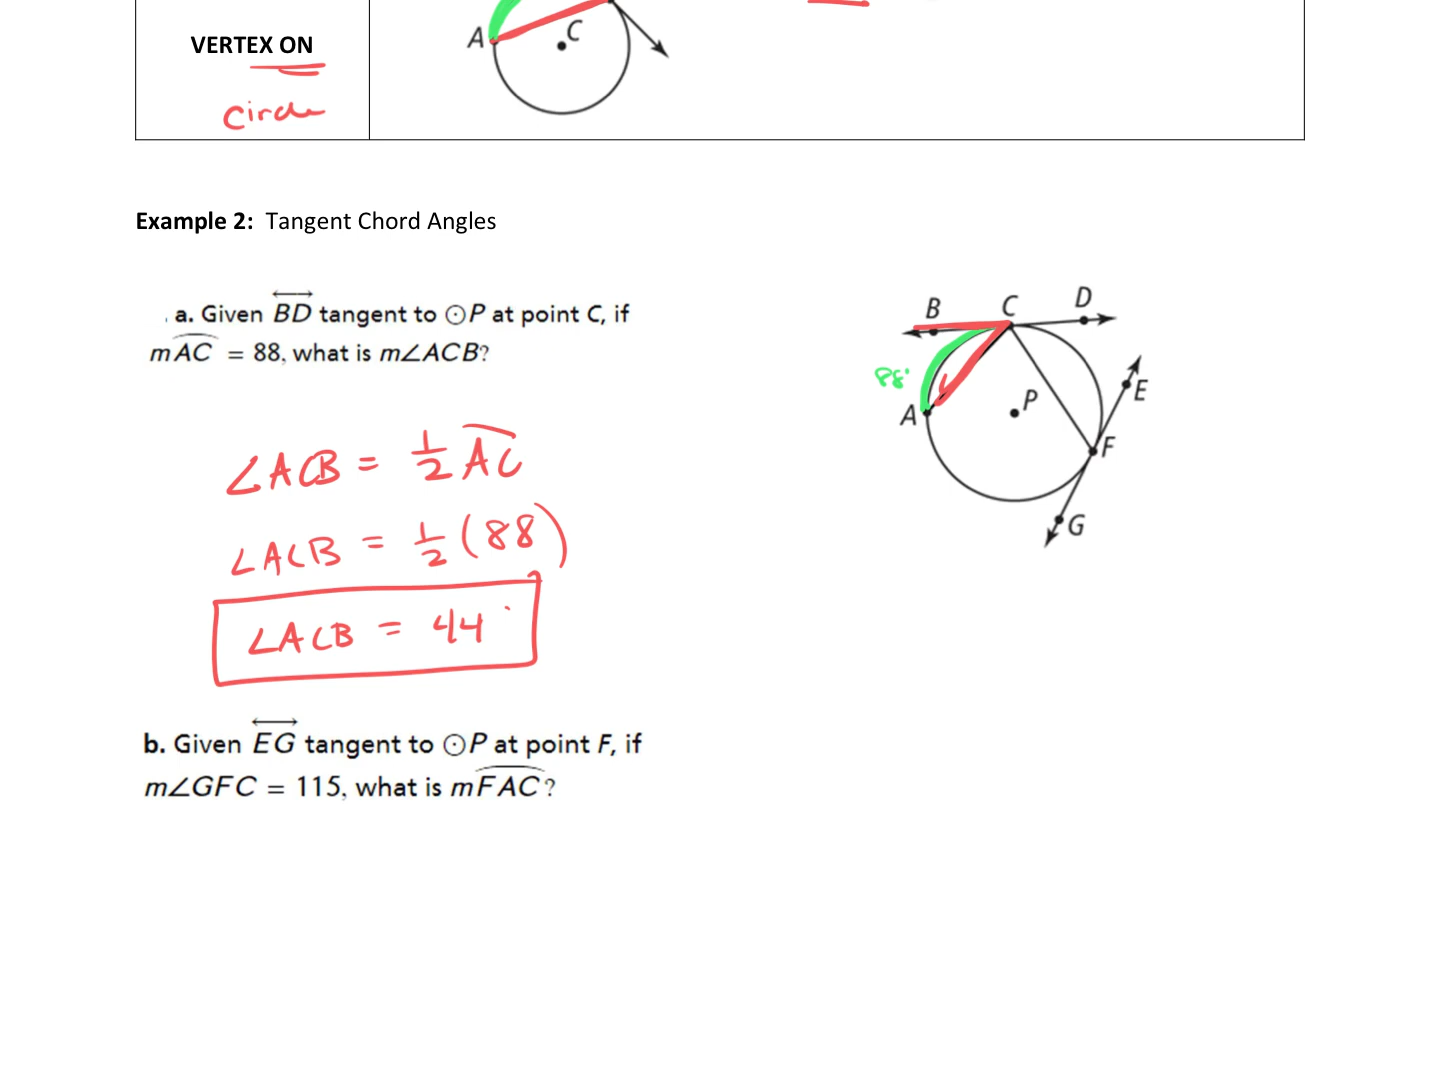 A
C
VERTEX ON
Circle
Example 2: Tangent Chord Angles
a. Given BD tangent to ⊙P at point C, if
mAC = 88, what is m∠ACB?
B C D
88°
A
P
E
F
G
∠ACB = 1/2 AC
∠ACB = 1/2 (88)
∠ACB = 44°
b. Given EG tangent to ⊙P at point F, if
m∠GFC = 115, what is mFAC?